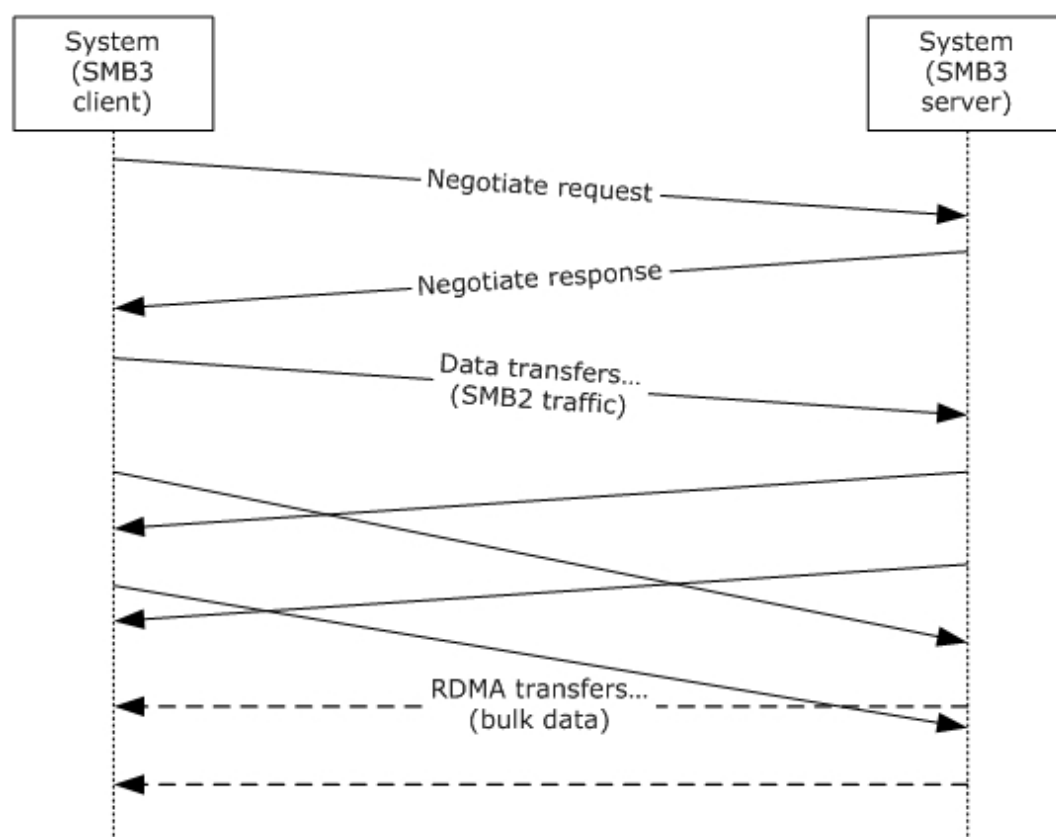 System
(SMB3
client)
System
(SMB3
server)
Negotiate request
Negotiate response
Data transfers...
(SMB2 traffic)
RDMA transfers...
(bulk data)